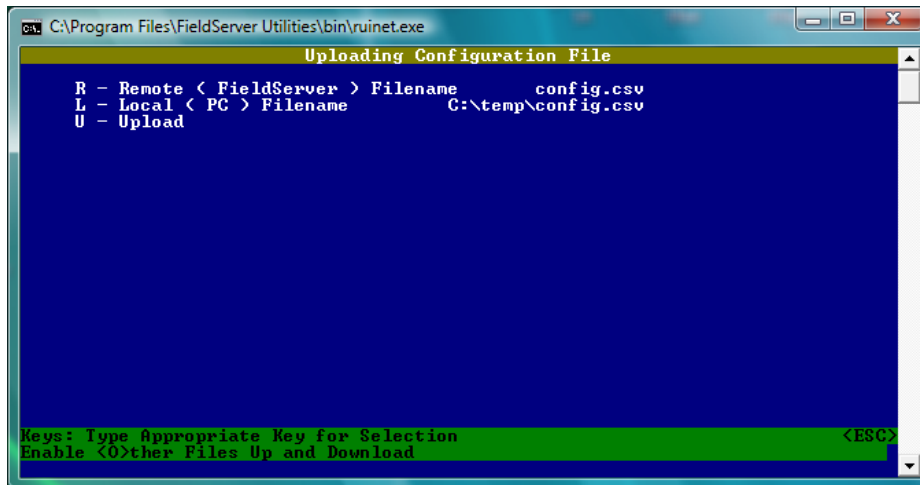 C:\Program Files\FieldServer Utilities\bin\ruinet.exe
Uploading Configuration File
R - Remote ( FieldServer ) Filename config.csv
L - Local ( PC ) Filename C:\temp\config.csv
U - Upload
Keys: Type Appropriate Key for Selection <ESC>
Enable <O>ther Files Up and Download